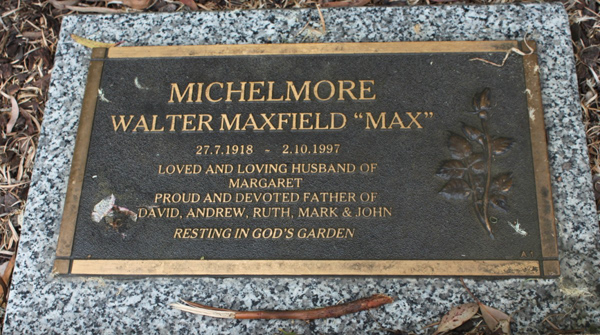 MICHELMORE
WALTER MAXFIELD "MAX"
27.7.1918 - 2.10.1997
LOVED AND LOVING HUSBAND OF
MARGARET
PROUD AND DEVOTED FATHER OF
DAVID, ANDREW, RUTH, MARK & JOHN
RESTING IN GOD'S GARDEN